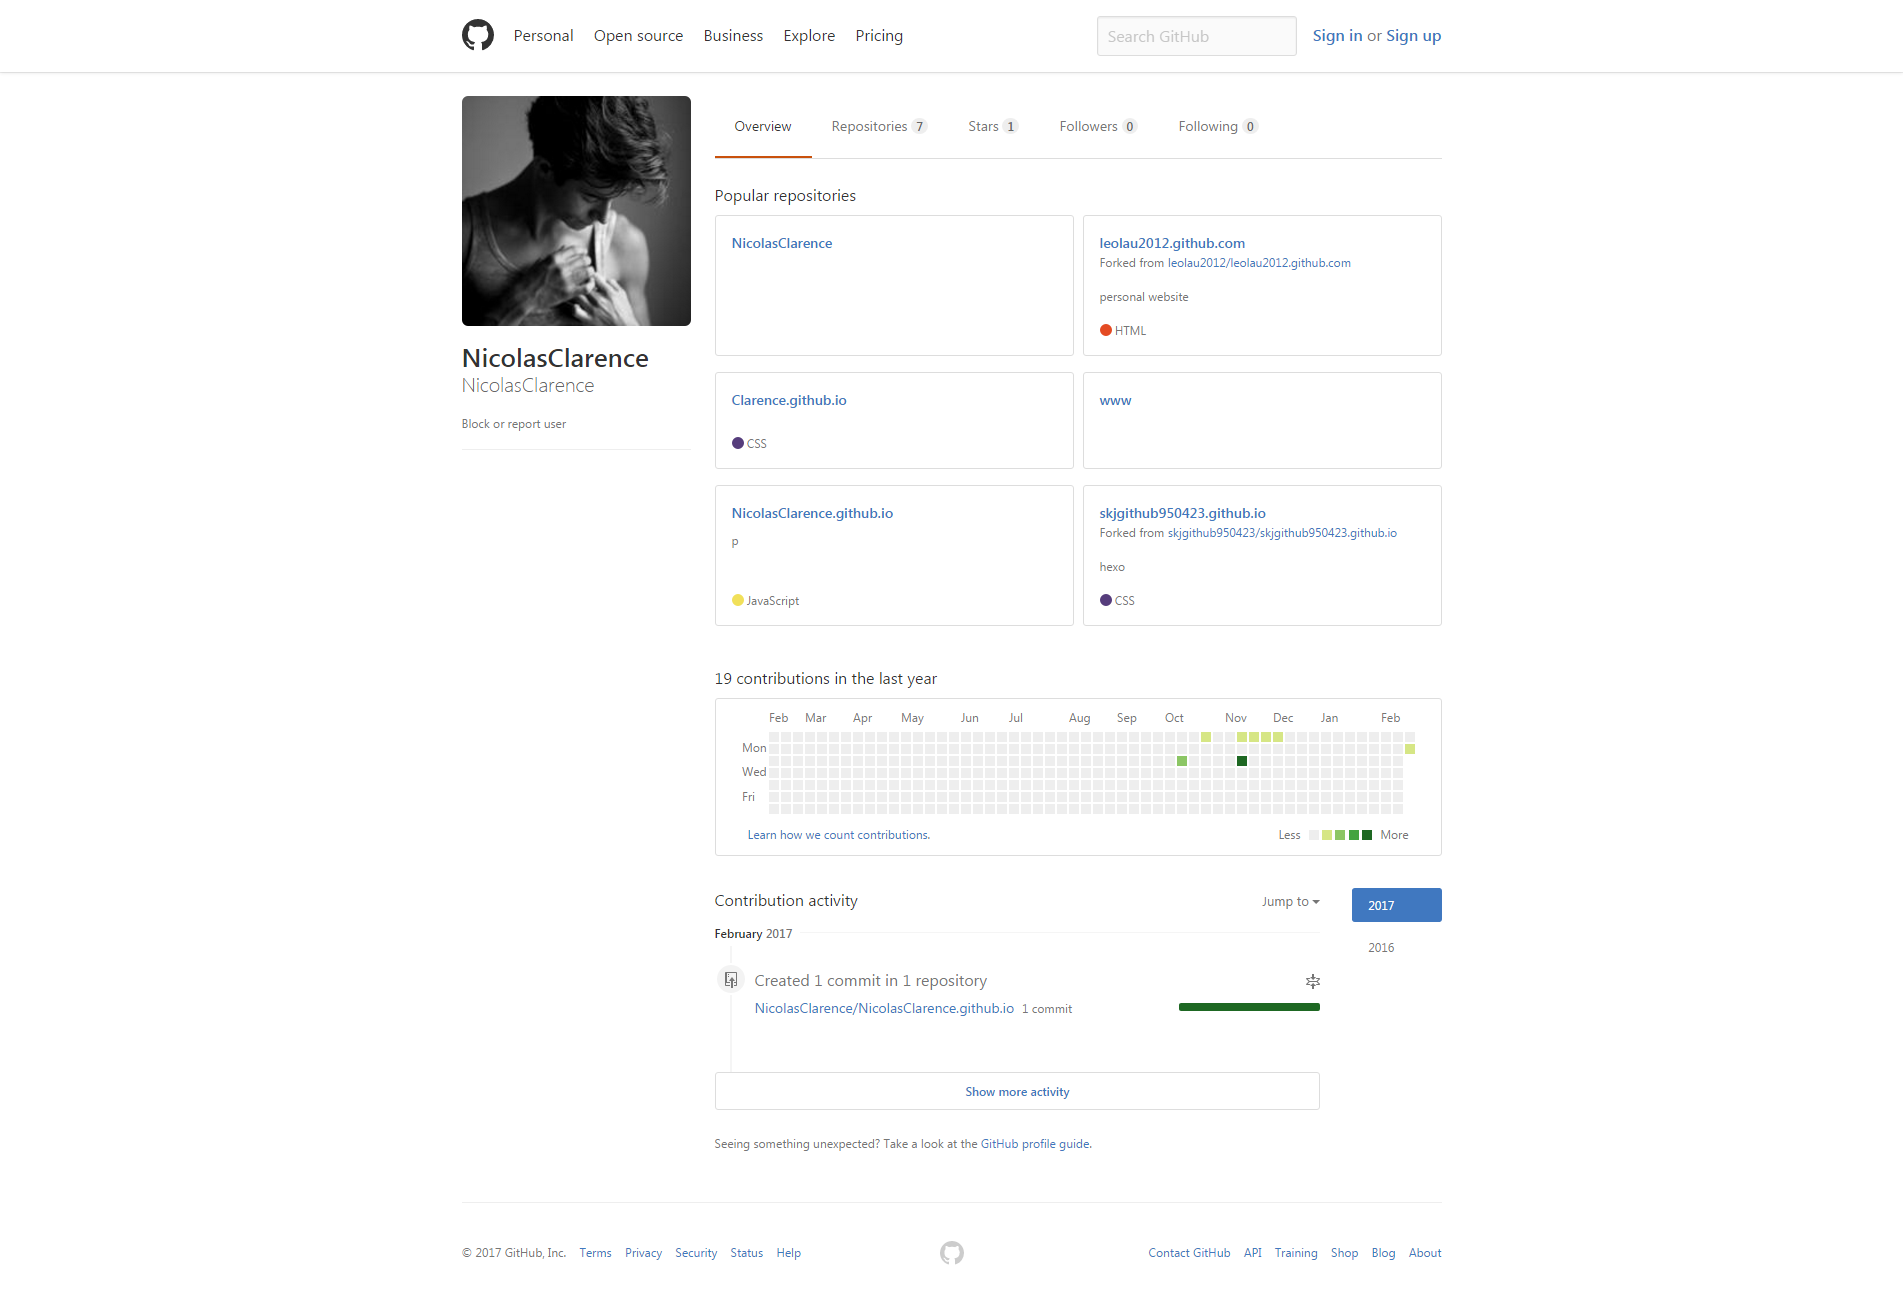 Personal Open source Business Explore Pricing Search GitHub Sign in or Sign up
Overview Repositories 7 Stars 1 Followers 0 Following 0
NicolasClarence
NicolasClarence
Block or report user
Popular repositories
NicolasClarence
leolau2012.github.com
Forked from leolau2012/leolau2012.github.com
personal website
HTML
Clarence.github.io
CSS
www
NicolasClarence.github.io
p
JavaScript
skjgithub950423.github.io
Forked from skjgithub950423/skjgithub950423.github.io
hexo
CSS
19 contributions in the last year
Feb Mar Apr May Jun Jul Aug Sep Oct Nov Dec Jan Feb
Mon
Wed
Fri
Learn how we count contributions. Less More
Contribution activity Jump to 2017
2016
February 2017
Created 1 commit in 1 repository
NicolasClarence/NicolasClarence.github.io 1 commit
Show more activity
Seeing something unexpected? Take a look at the GitHub profile guide.
© 2017 GitHub, Inc. Terms Privacy Security Status Help Contact GitHub API Training Shop Blog About